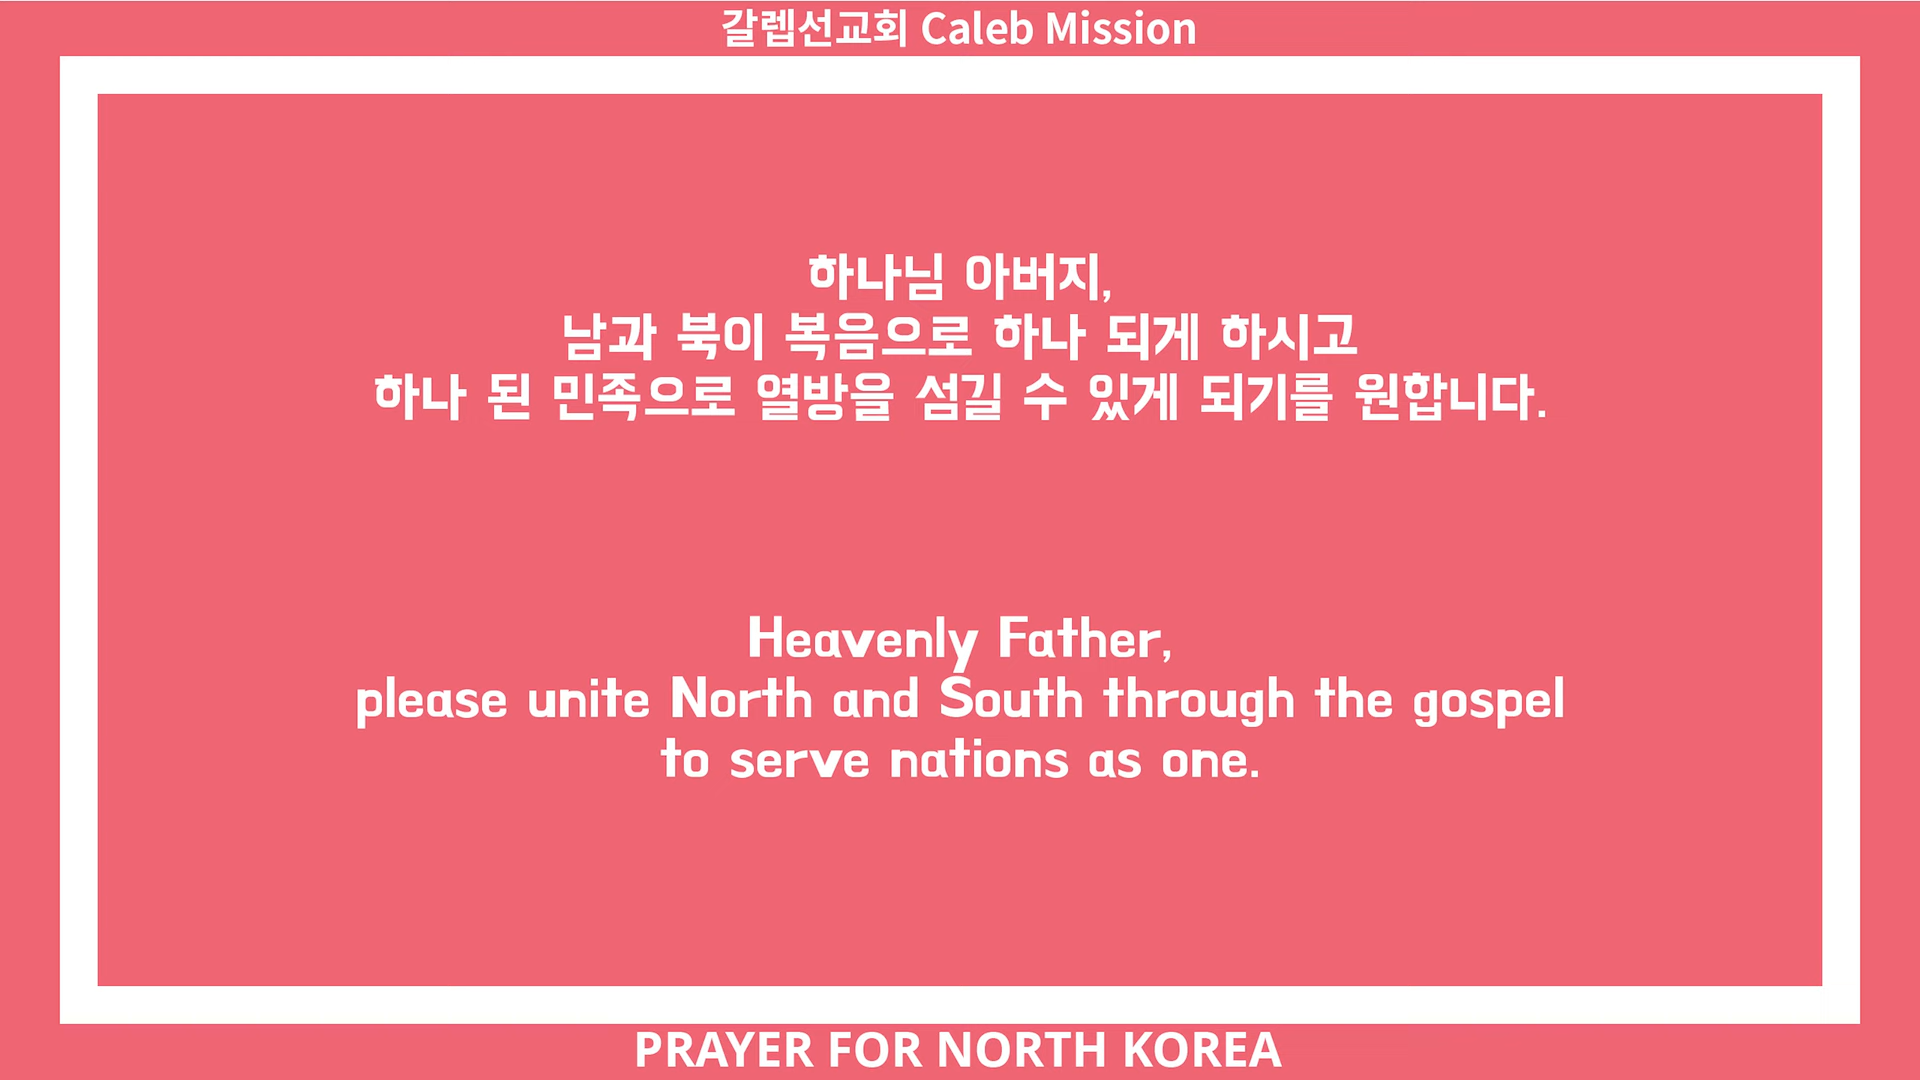 갈렙선교회 Caleb Mission
하나님 아버지,
남과 북이 복음으로 하나 되게 하시고
하나 된 민족으로 열방을 섬길 수 있게 되기를 원합니다.
Heavenly Father,
please unite North and South through the gospel
to serve nations as one.
PRAYER FOR NORTH KOREA